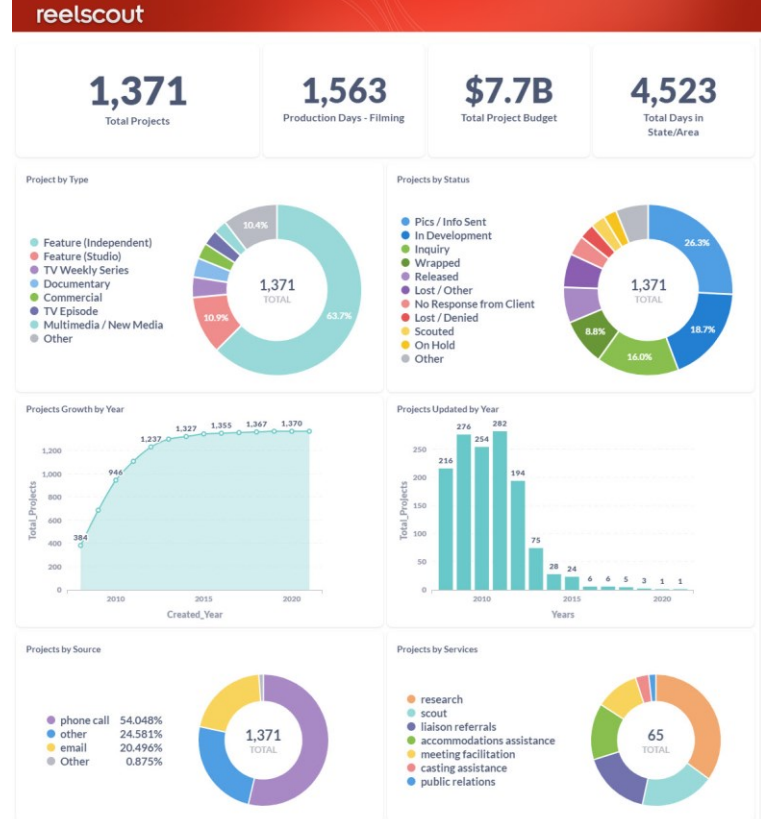 reelscout
1,371
Total Projects
1,563
Production Days - Filming
$7.7B
Total Project Budget
4,523
Total Days in
State/Area
Project by Type
Feature (Independent)
Feature (Studio)
TV Weekly Series
Documentary
Commercial
TV Episode
Multimedia / New Media
Other
10.4%
10.9%
63.7%
1,371
TOTAL
Projects by Status
Pics / Info Sent
In Development
Inquiry
Wrapped
Released
Lost / Other
No Response from Client
Lost / Denied
Scouted
On Hold
Other
26.3%
18.7%
16.0%
8.8%
1,371
TOTAL
Projects Growth by Year
Total_Projects
1,200
1,000
800
600
400
200
0
384
946
1,237
1,327
1,355
1,367
1,370
2010
2015
2020
Created_Year
Projects Updated by Year
Total_Projects
250
200
150
100
50
0
216
276
254
282
194
75
28
24
6
6
5
3
1
1
2010
2015
2020
Years
Projects by Source
phone call 54.048%
other 24.581%
email 20.496%
Other 0.875%
1,371
TOTAL
Projects by Services
research
scout
liaison referrals
accommodations assistance
meeting facilitation
casting assistance
public relations
65
TOTAL